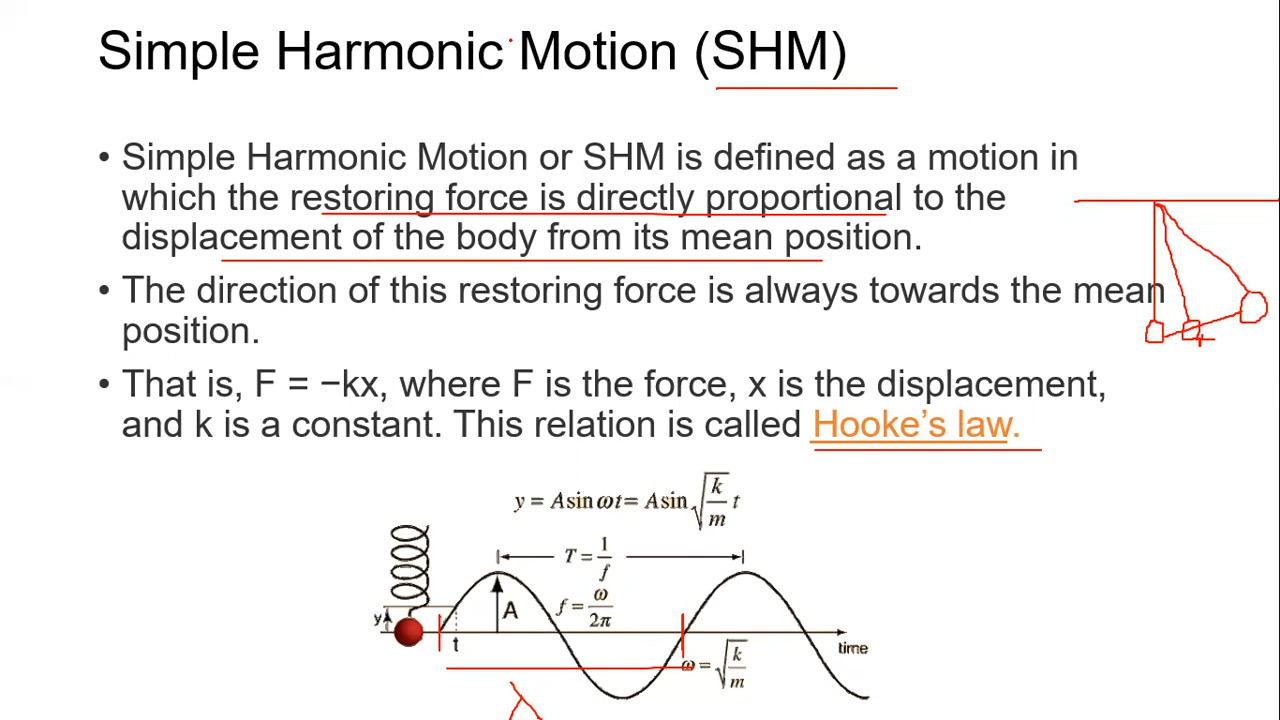 Simple Harmonic Motion (SHM)
• Simple Harmonic Motion or SHM is defined as a motion in
which the restoring force is directly proportional to the
displacement of the body from its mean position.
• The direction of this restoring force is always towards the mean
position.
• That is, F = −kx, where F is the force, x is the displacement,
and k is a constant. This relation is called Hooke’s law.
y = A sin ωt = A sin √(k/m) t
T = 1/f
A
f = ω/2π
y
t
time
ω = √(k/m)
λ